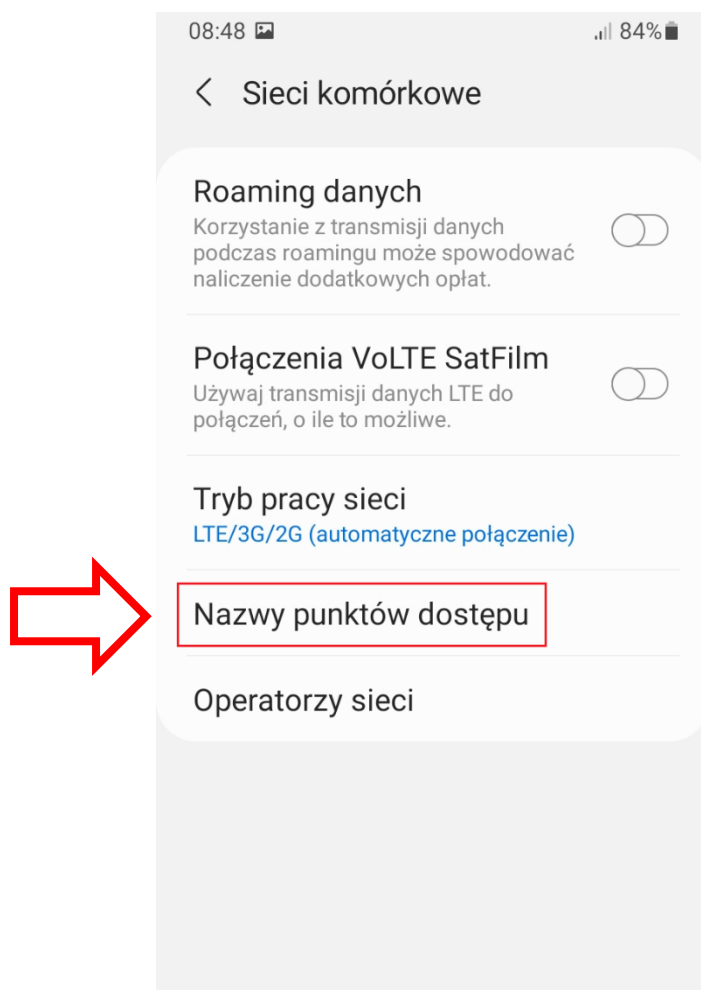 08:48 84%
Sieci komórkowe
Roaming danych
Korzystanie z transmisji danych
podczas roamingu może spowodować
naliczenie dodatkowych opłat.
Połączenia VoLTE SatFilm
Używaj transmisji danych LTE do
połączeń, o ile to możliwe.
Tryb pracy sieci
LTE/3G/2G (automatyczne połączenie)
Nazwy punktów dostępu
Operatorzy sieci